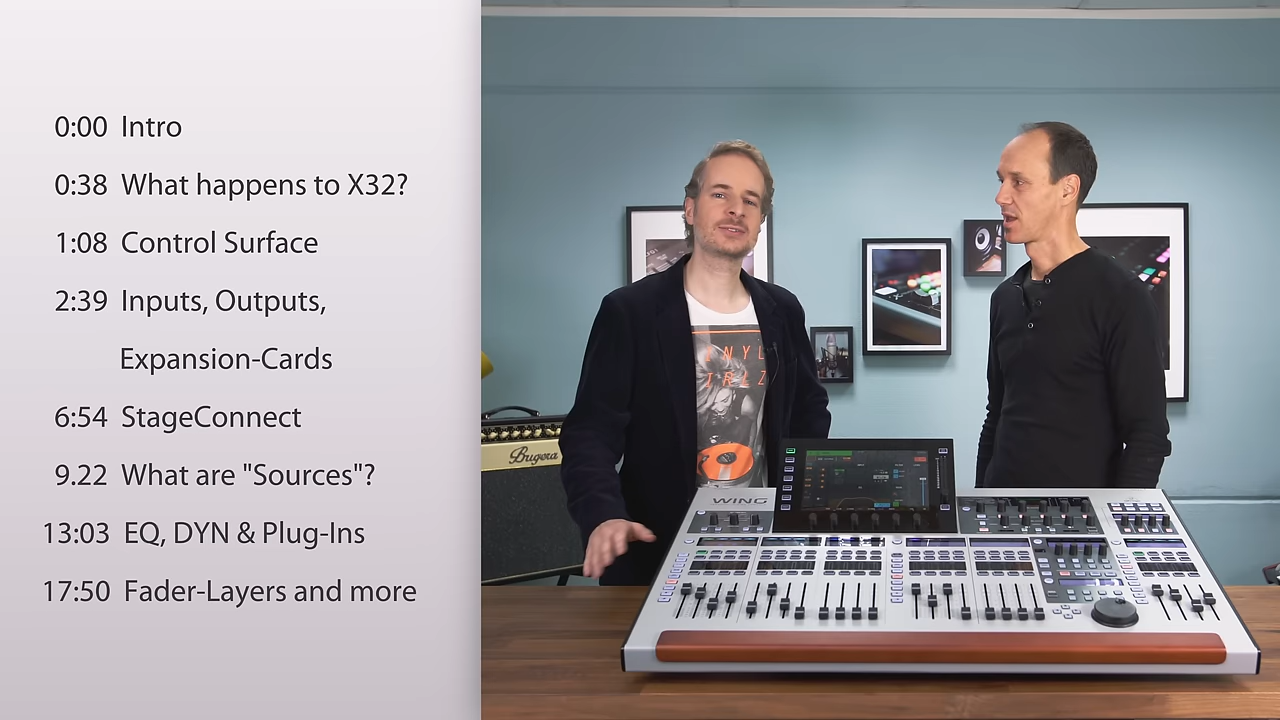 0:00 Intro
0:38 What happens to X32?
1:08 Control Surface
2:39 Inputs, Outputs,
Expansion-Cards
6:54 StageConnect
9.22 What are "Sources"?
13:03 EQ, DYN & Plug-Ins
17:50 Fader-Layers and more
Bugera
WING